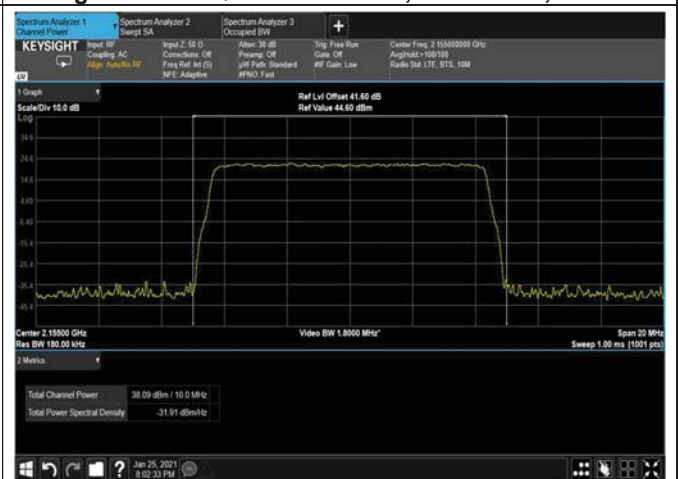 Spectrum Analyzer 1
Channel Power
Spectrum Analyzer 2
Swept SA
Spectrum Analyzer 3
Occupied BW
KEYSIGHT
Input: RF
Coupling: AC
Align: Auto/No RF
Input Z: 50 Ω
Corrections: Off
Freq Ref: Int (S)
NFE: Adaptive
Atten: 30 dB
Preamp: Off
µW Path: Standard
#PNO: Fast
Trig: Free Run
Gate: Off
#IF Gain: Low
Center Freq: 2.155000000 GHz
Avg|Hold:>100/100
Radio Std: LTE, BTS, 10M
1 Graph
Scale/Div 10.0 dB
Ref Lvl Offset 41.60 dB
Ref Value 44.60 dBm
Log
34.6
24.6
14.6
4.60
-5.40
-15.4
-25.4
-35.4
-45.4
Center 2.15500 GHz
Res BW 180.00 kHz
Video BW 1.8000 MHz*
Span 20 MHz
Sweep 1.00 ms (1001 pts)
2 Metrics
Total Channel Power 38.09 dBm / 10.0 MHz
Total Power Spectral Density -31.91 dBm/Hz
Jan 25, 2021
8:02:33 PM